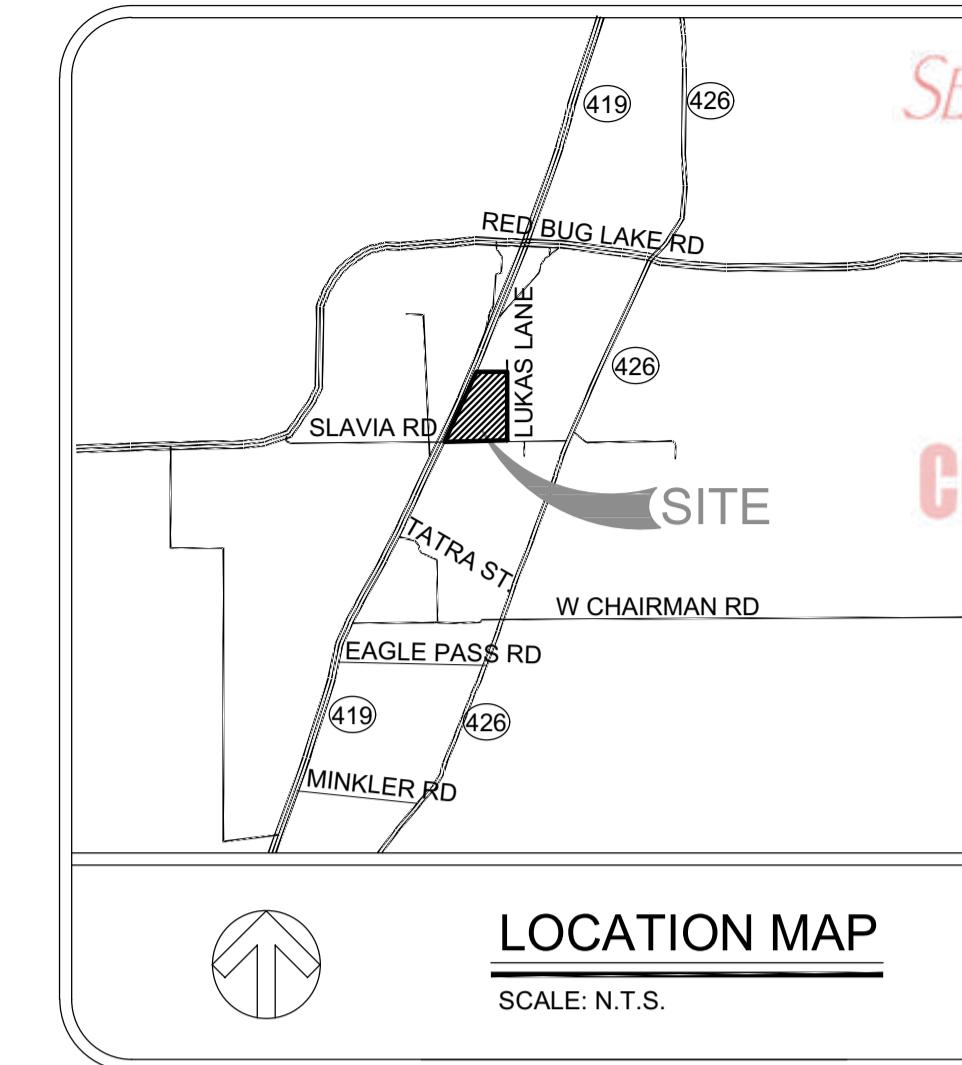 419
426
RED BUG LAKE RD
LUKAS LANE
426
SLAVIA RD
SITE
TATRA ST.
W CHAIRMAN RD
EAGLE PASS RD
419
426
MINKLER RD
LOCATION MAP
SCALE: N.T.S.